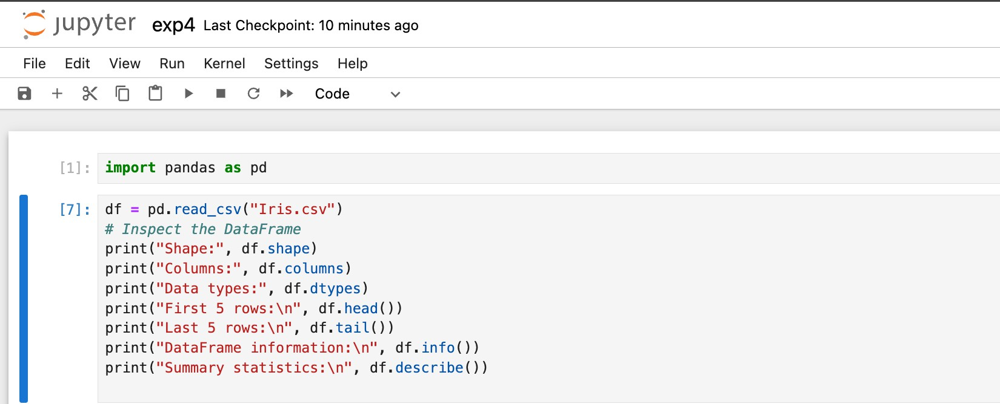 jupyter exp4 Last Checkpoint: 10 minutes ago
File Edit View Run Kernel Settings Help
Code
[1]: import pandas as pd
[7]: df = pd.read_csv("Iris.csv")
# Inspect the DataFrame
print("Shape:", df.shape)
print("Columns:", df.columns)
print("Data types:", df.dtypes)
print("First 5 rows:\n", df.head())
print("Last 5 rows:\n", df.tail())
print("DataFrame information:\n", df.info())
print("Summary statistics:\n", df.describe())